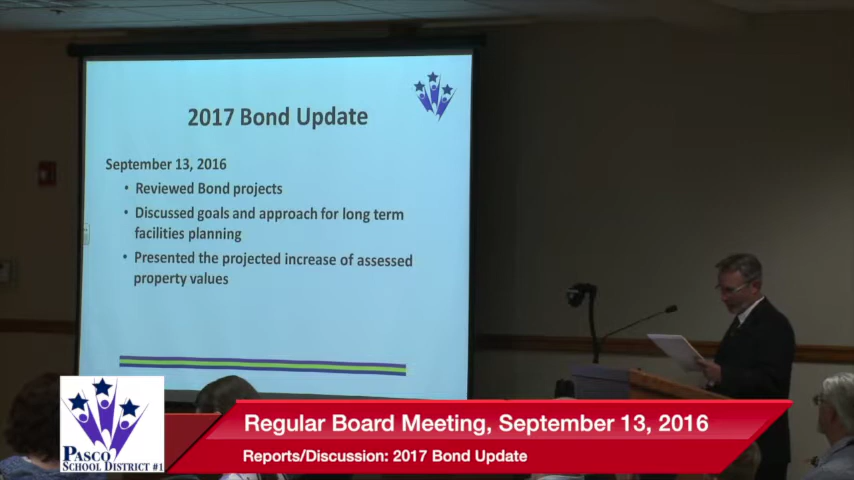 2017 Bond Update
September 13, 2016
• Reviewed Bond projects
• Discussed goals and approach for long term
facilities planning
• Presented the projected increase of assessed
property values
Regular Board Meeting, September 13, 2016
Reports/Discussion: 2017 Bond Update
PASCO
SCHOOL DISTRICT #1